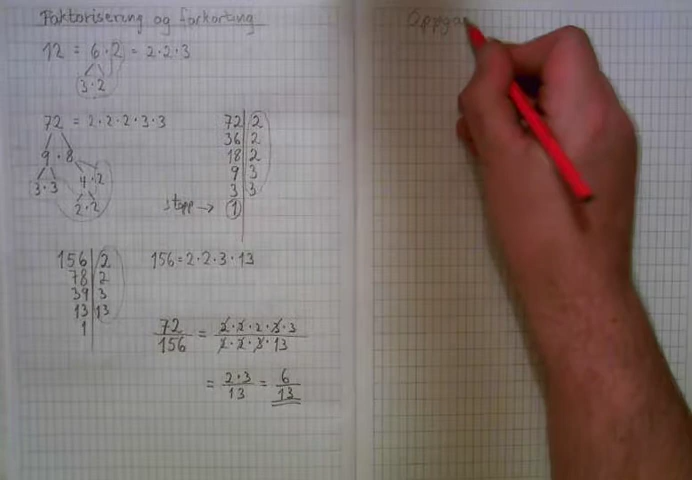 Faktorisering og forkorting
12 = 6 · 2 = 2 · 2 · 3
3 · 2
72 = 2 · 2 · 2 · 3 · 3
9 · 8
3 · 3 4 · 2
2 · 2
72 | 2
36 | 2
18 | 2
9 | 3
3 | 3
stopp → 1
156 | 2
78 | 2
39 | 3
13 | 13
1
156 = 2 · 2 · 3 · 13
72 / 156 = 2 · 2 · 2 · 3 · 3 / 2 · 2 · 3 · 13
= 2 · 3 / 13 = 6 / 13
Oppga